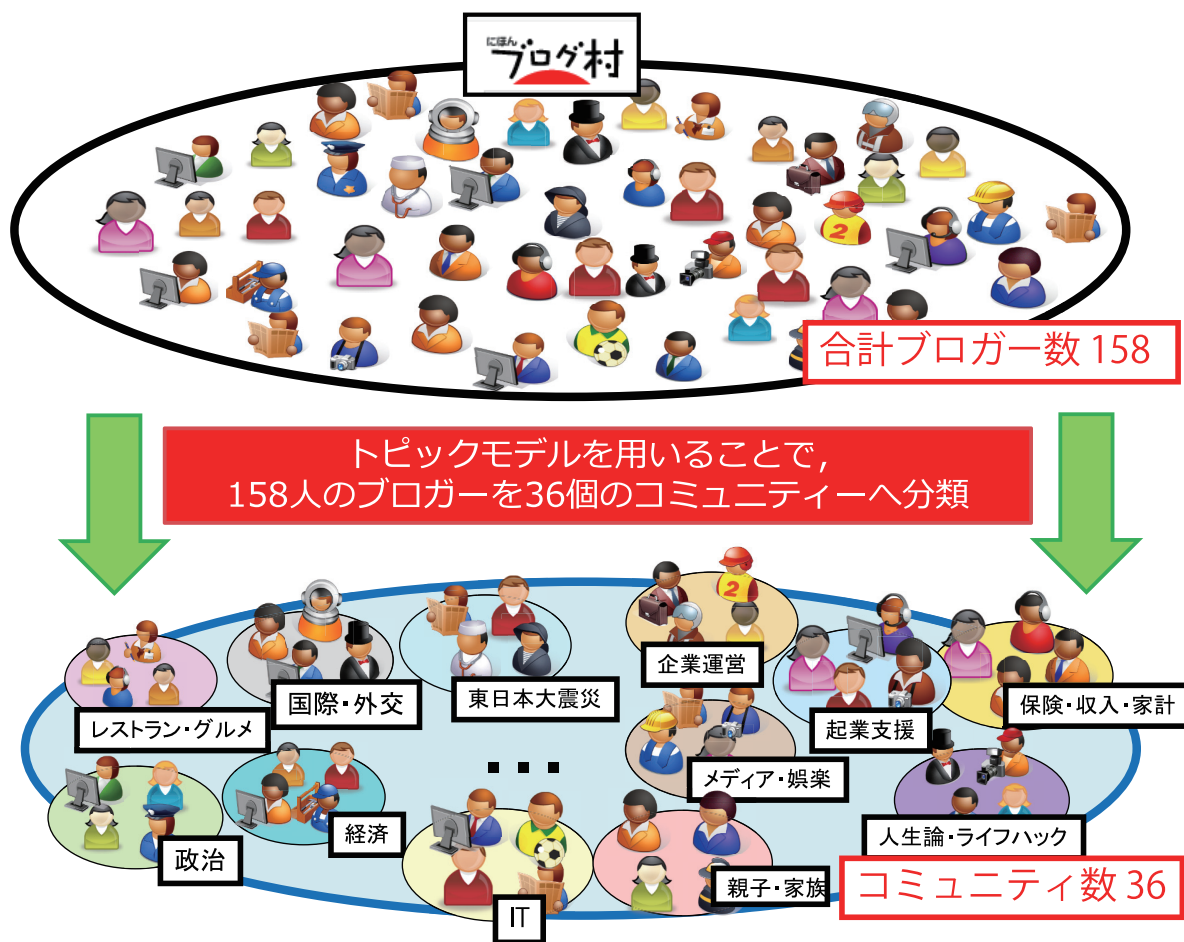 にほん
ブログ村
合計ブロガー数 158
トピックモデルを用いることで,
158人のブロガーを36個のコミュニティーへ分類
企業運営
国際・外交
東日本大震災
レストラン・グルメ
起業支援
保険・収入・家計
・・・
メディア・娯楽
経済
人生論・ライフハック
政治
親子・家族
コミュニティ数 36
IT
2
2